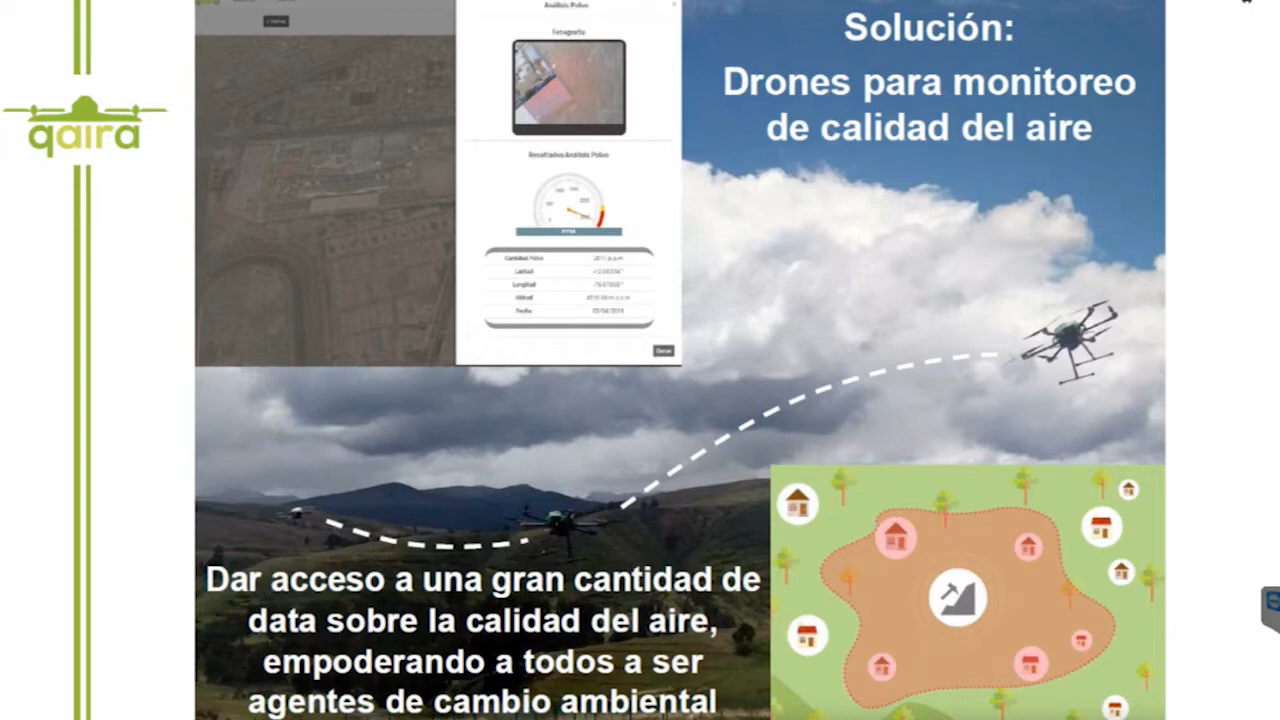 qaira
Solución:
Drones para monitoreo
de calidad del aire
Análisis Polvo
Fotografía
Resultados Análisis Polvo
PPM
Cantidad Polvo
Latitud
Longitud
Altitud
Fecha
Cerrar
Dar acceso a una gran cantidad de
data sobre la calidad del aire,
empoderando a todos a ser
agentes de cambio ambiental